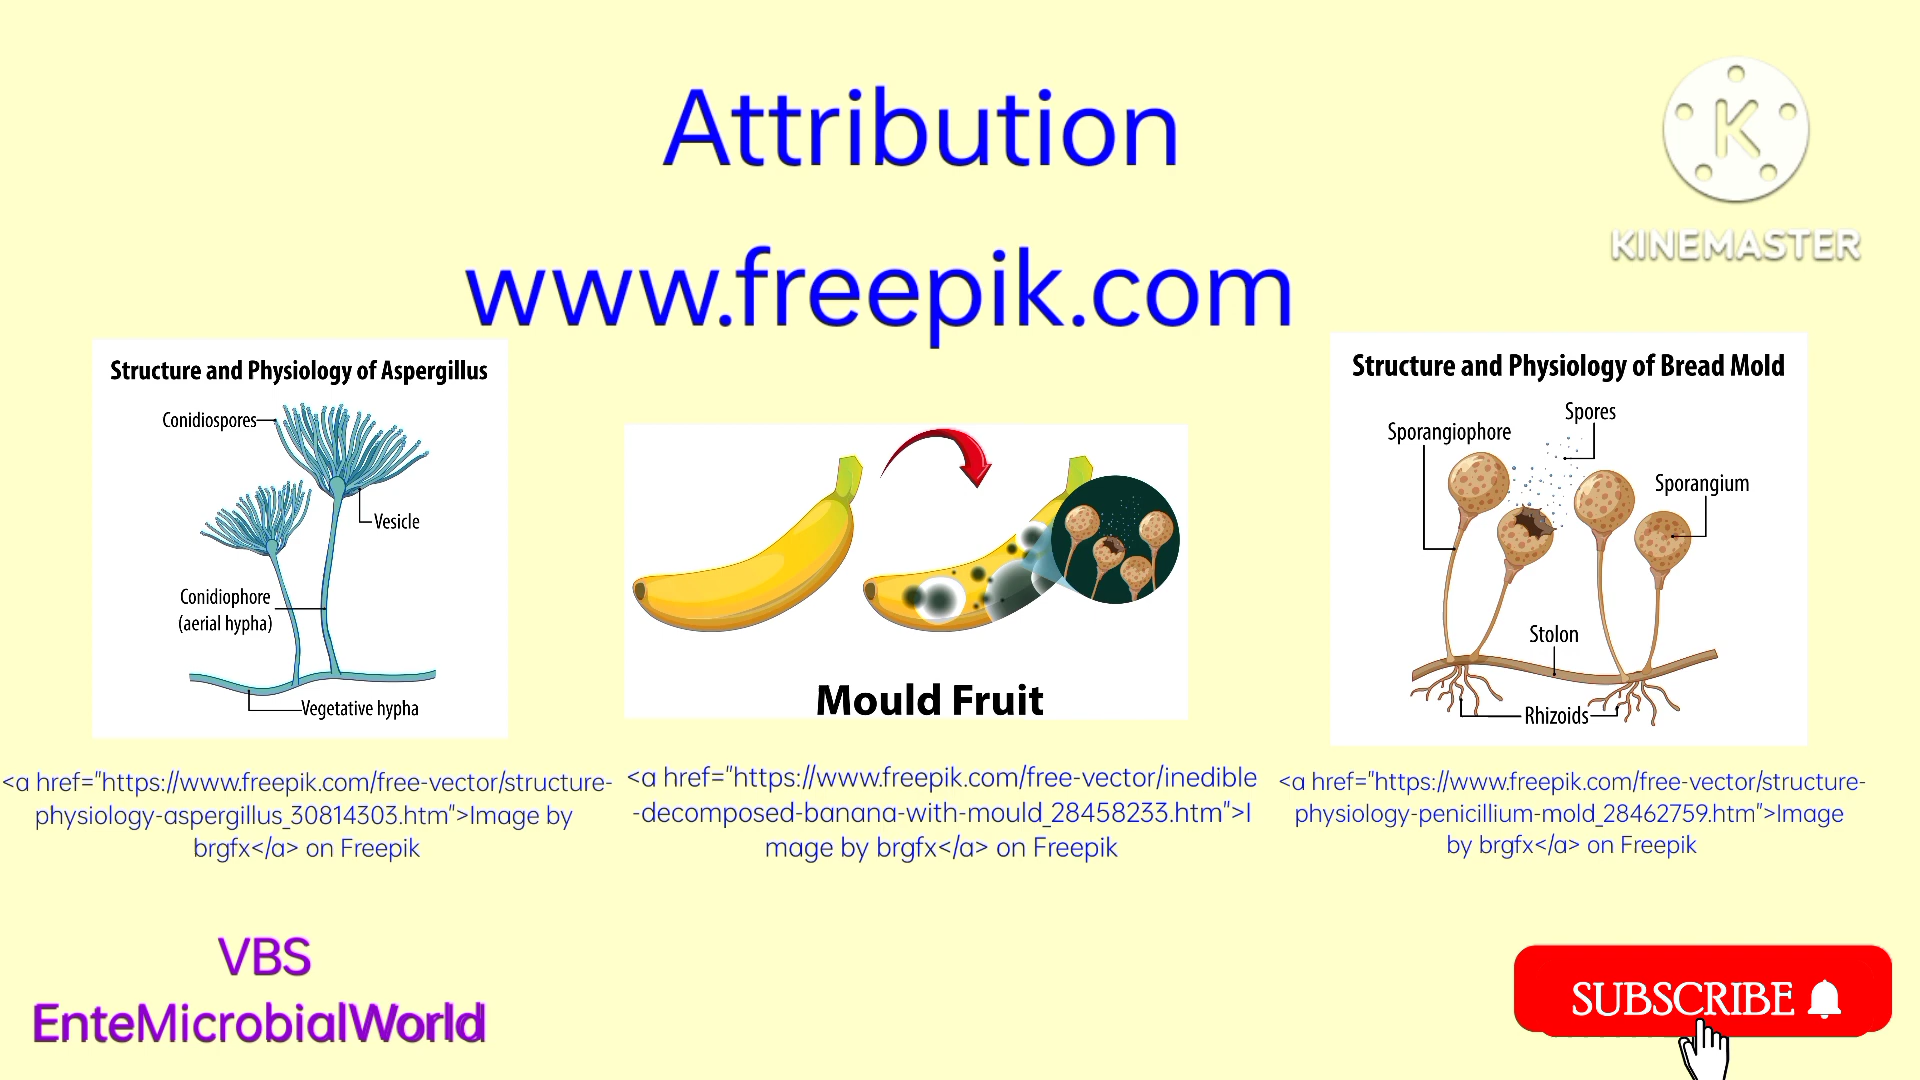 Attribution
www.freepik.com
K
KINEMASTER
Structure and Physiology of Aspergillus
Conidiospores
Vesicle
Conidiophore
(aerial hypha)
Vegetative hypha
Mould Fruit
Structure and Physiology of Bread Mold
Spores
Sporangiophore
Sporangium
Stolon
Rhizoids
<a href="https://www.freepik.com/free-vector/structure-
physiology-aspergillus_30814303.htm">Image by
brgfx</a> on Freepik
<a href="https://www.freepik.com/free-vector/inedible
-decomposed-banana-with-mould_28458233.htm">I
mage by brgfx</a> on Freepik
<a href="https://www.freepik.com/free-vector/structure-
physiology-penicillium-mold_28462759.htm">Image
by brgfx</a> on Freepik
VBS
EnteMicrobialWorld
SUBSCRIBE